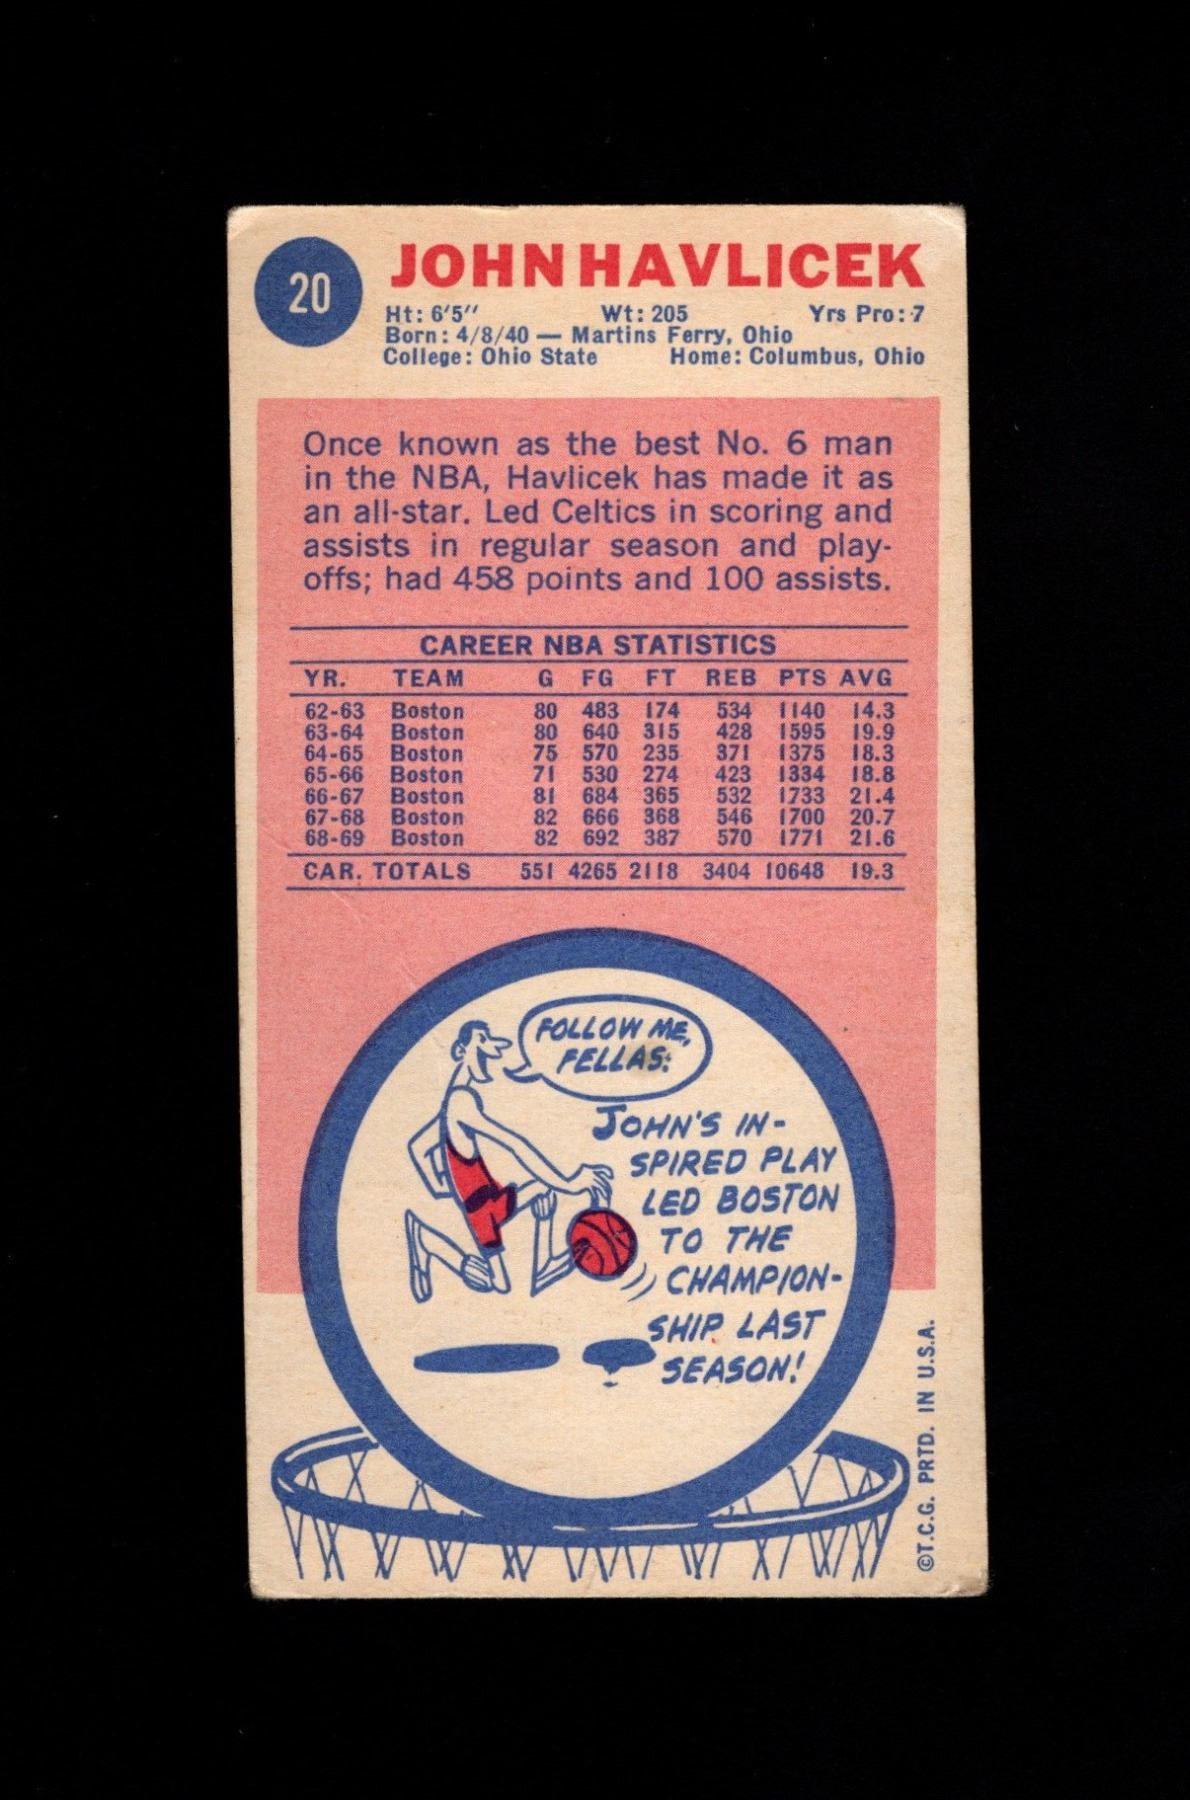 20
JOHN HAVLICEK
Ht: 6'5" Wt: 205 Yrs Pro: 7
Born: 4/8/40 — Martins Ferry, Ohio
College: Ohio State Home: Columbus, Ohio
Once known as the best No. 6 man
in the NBA, Havlicek has made it as
an all-star. Led Celtics in scoring and
assists in regular season and play-
offs; had 458 points and 100 assists.
CAREER NBA STATISTICS
YR. TEAM G FG FT REB PTS AVG
62-63 Boston 80 483 174 534 1140 14.3
63-64 Boston 80 640 315 428 1595 19.9
64-65 Boston 75 570 235 371 1375 18.3
65-66 Boston 71 530 274 423 1334 18.8
66-67 Boston 81 684 365 532 1733 21.4
67-68 Boston 82 666 368 546 1700 20.7
68-69 Boston 82 692 387 570 1771 21.6
CAR. TOTALS 551 4265 2118 3404 10648 19.3
FOLLOW ME,
FELLAS!
JOHN'S IN-
SPIRED PLAY
LED BOSTON
TO THE
CHAMPION-
SHIP LAST
SEASON!
©T.C.G. PRTD. IN U.S.A.